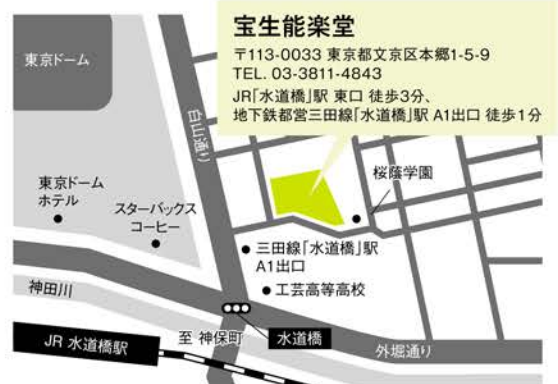 宝生能楽堂
〒113-0033 東京都文京区本郷1-5-9
TEL. 03-3811-4843
JR「水道橋」駅 東口 徒歩3分、
地下鉄都営三田線「水道橋」駅 A1出口 徒歩1分
東京ドーム
白山通り
桜蔭学園
東京ドーム
ホテル
スターバックス
コーヒー
三田線「水道橋」駅
A1出口
工芸高等高校
神田川
JR 水道橋駅
至 神保町
水道橋
外堀通り